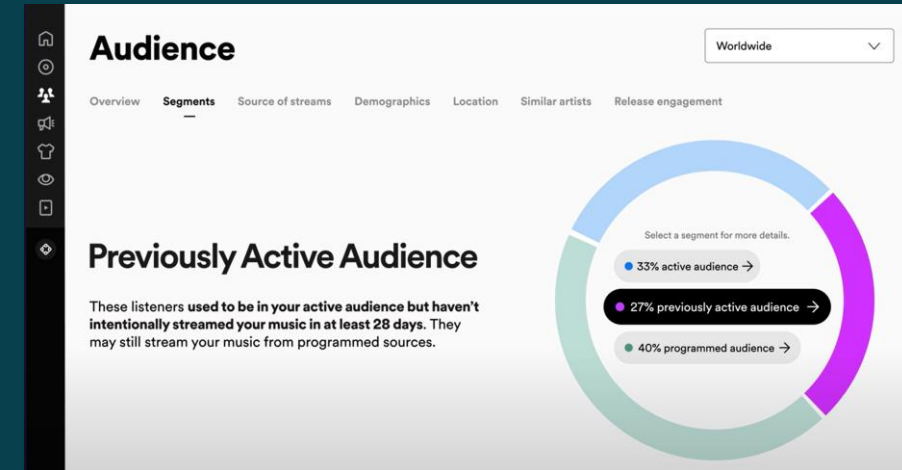 Audience
Worldwide
Overview Segments Source of streams Demographics Location Similar artists Release engagement
Previously Active Audience
These listeners used to be in your active audience but haven't
intentionally streamed your music in at least 28 days. They
may still stream your music from programmed sources.
Select a segment for more details.
33% active audience →
27% previously active audience →
40% programmed audience →